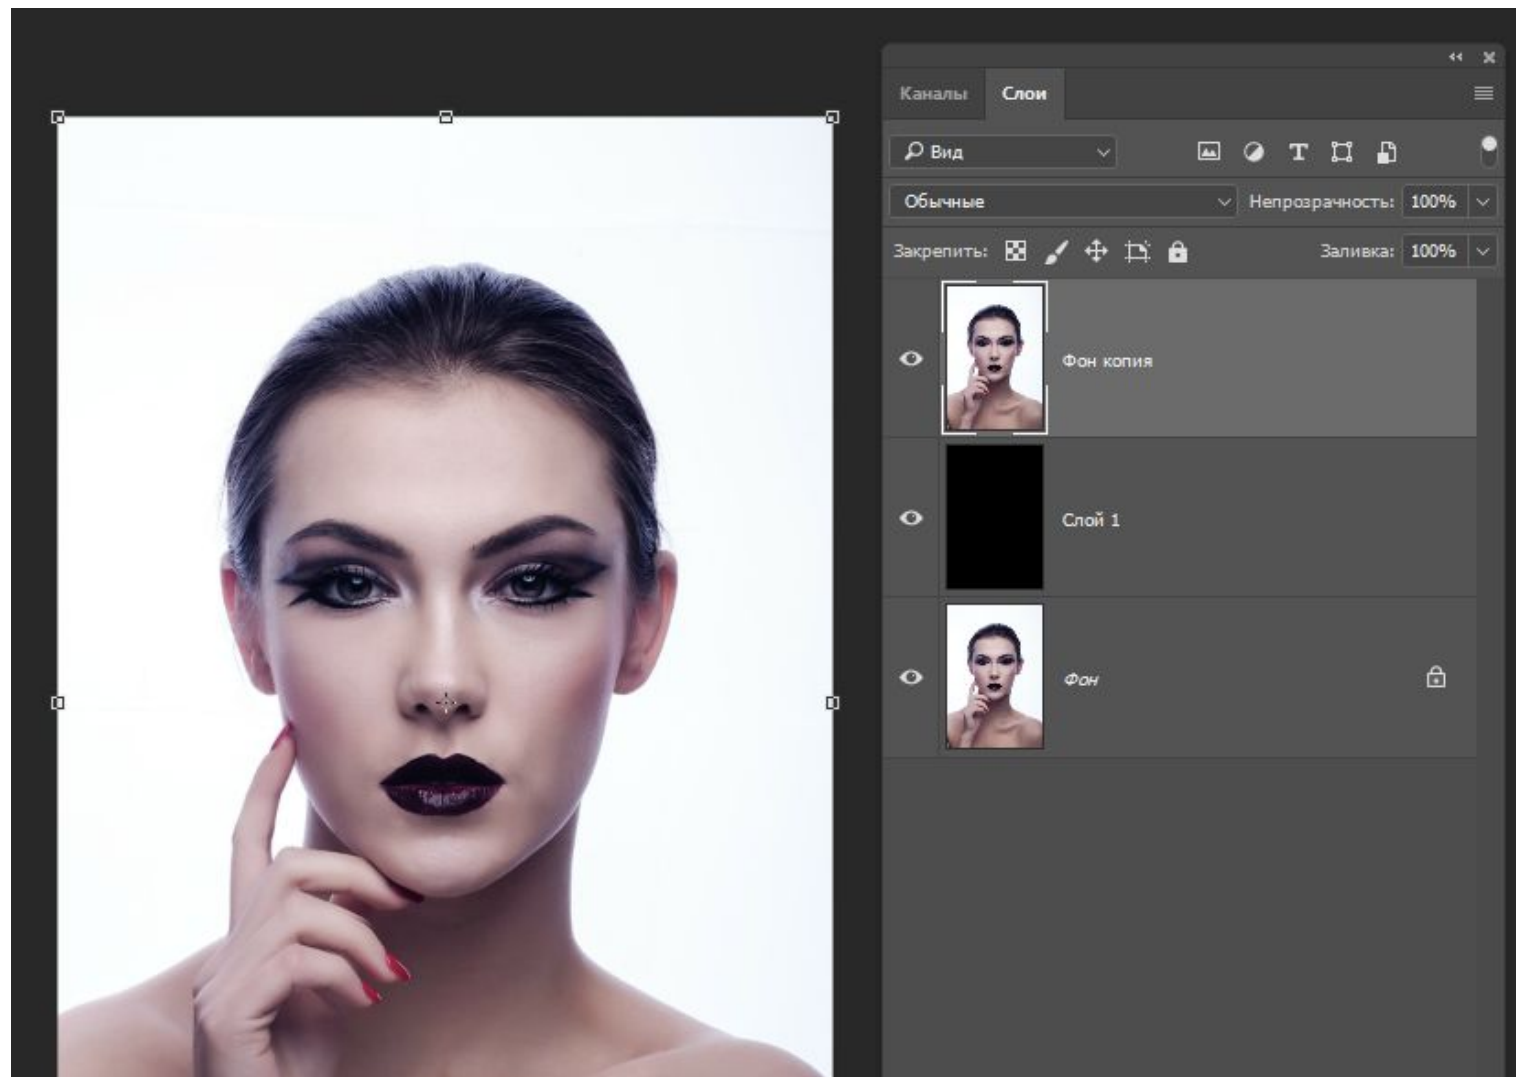 Каналы Слои
Вид
Обычные Непрозрачность: 100%
Закрепить: Заливка: 100%
Фон копия
Слой 1
Фон